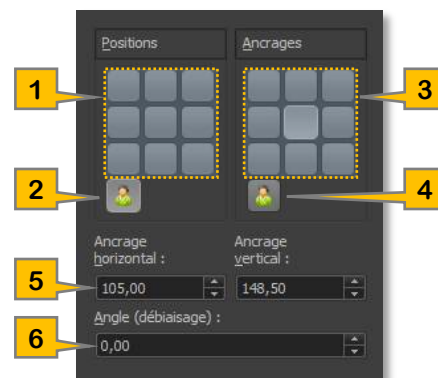 Positions
Ancrages
1
3
2
4
Ancrage
horizontal :
Ancrage
vertical :
5
105,00
148,50
Angle (débiaisage) :
6
0,00